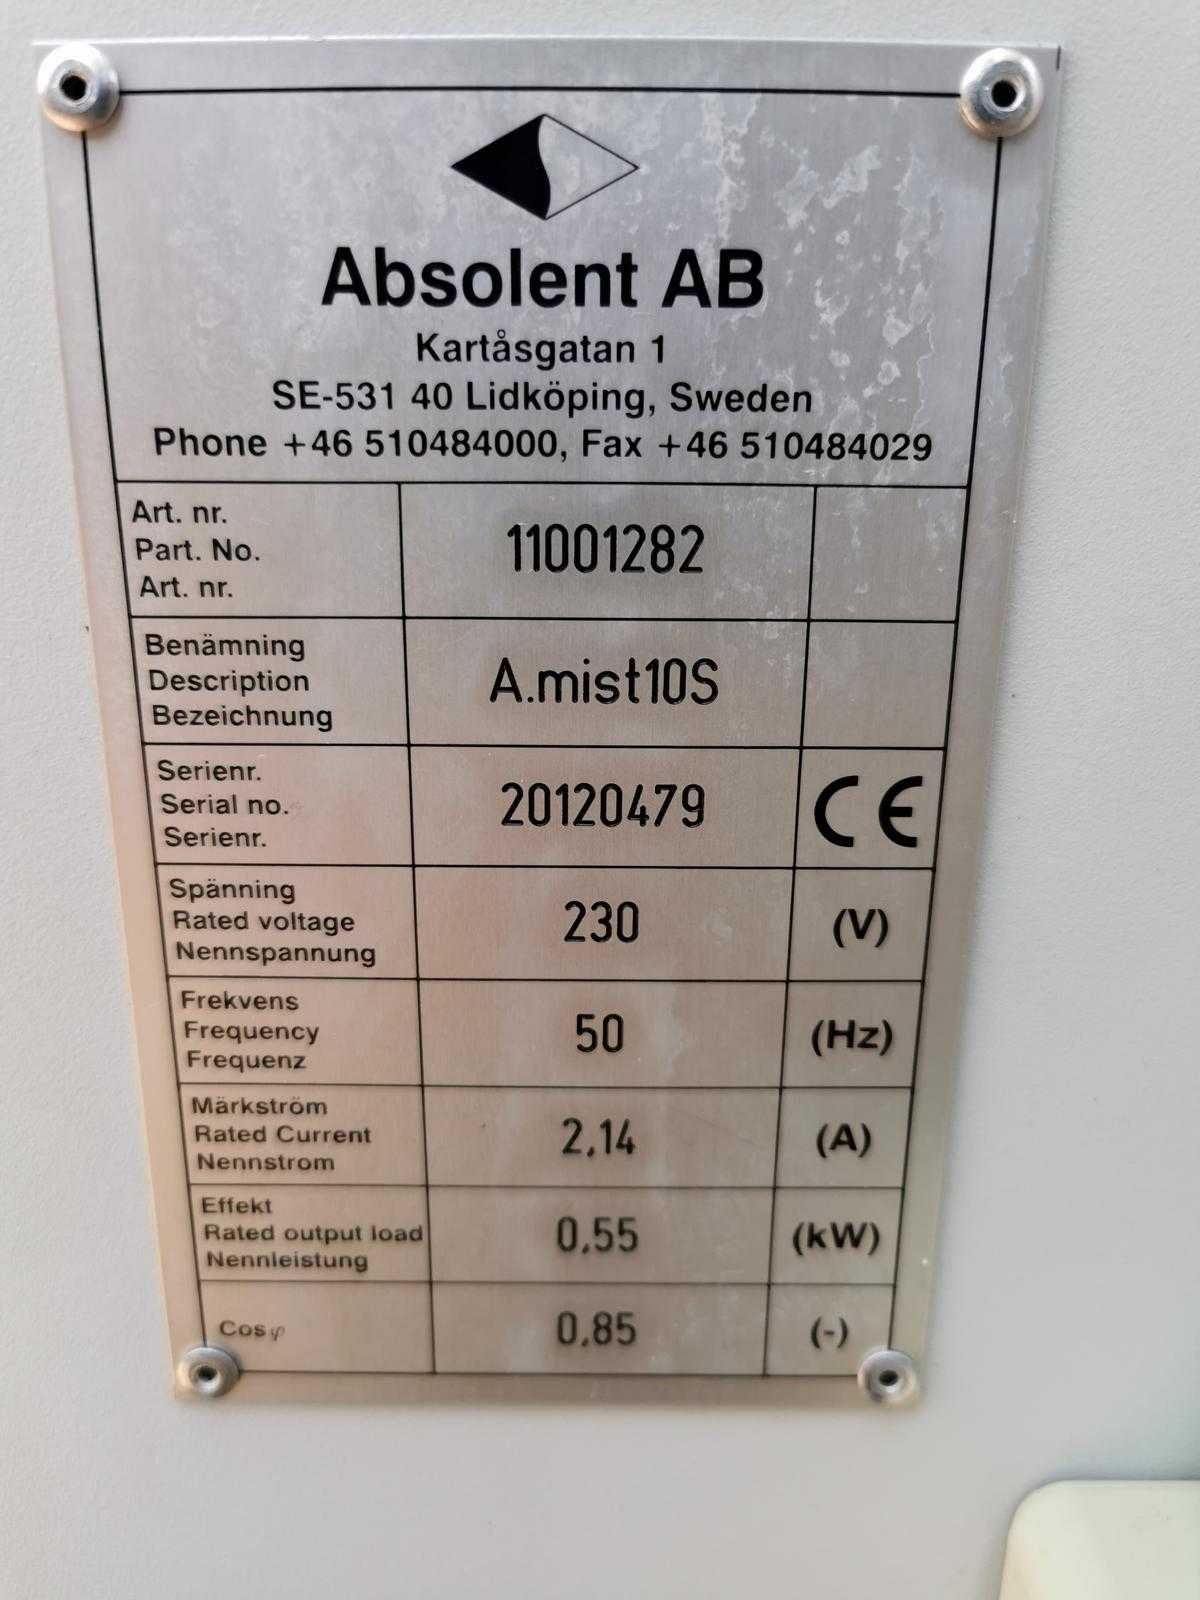 Absolent AB
Kartåsgatan 1
SE-531 40 Lidköping, Sweden
Phone +46 510484000, Fax +46 510484029
Art. nr.
Part. No.
Art. nr.
11001282
Benämning
Description
Bezeichnung
A.mist10S
Serienr.
Serial no.
Serienr.
20120479
CE
Spänning
Rated voltage
Nennspannung
230
(V)
Frekvens
Frequency
Frequenz
50
(Hz)
Märkström
Rated Current
Nennstrom
2,14
(A)
Effekt
Rated output load
Nennleistung
0,55
(kW)
Cos φ
0,85
(-)